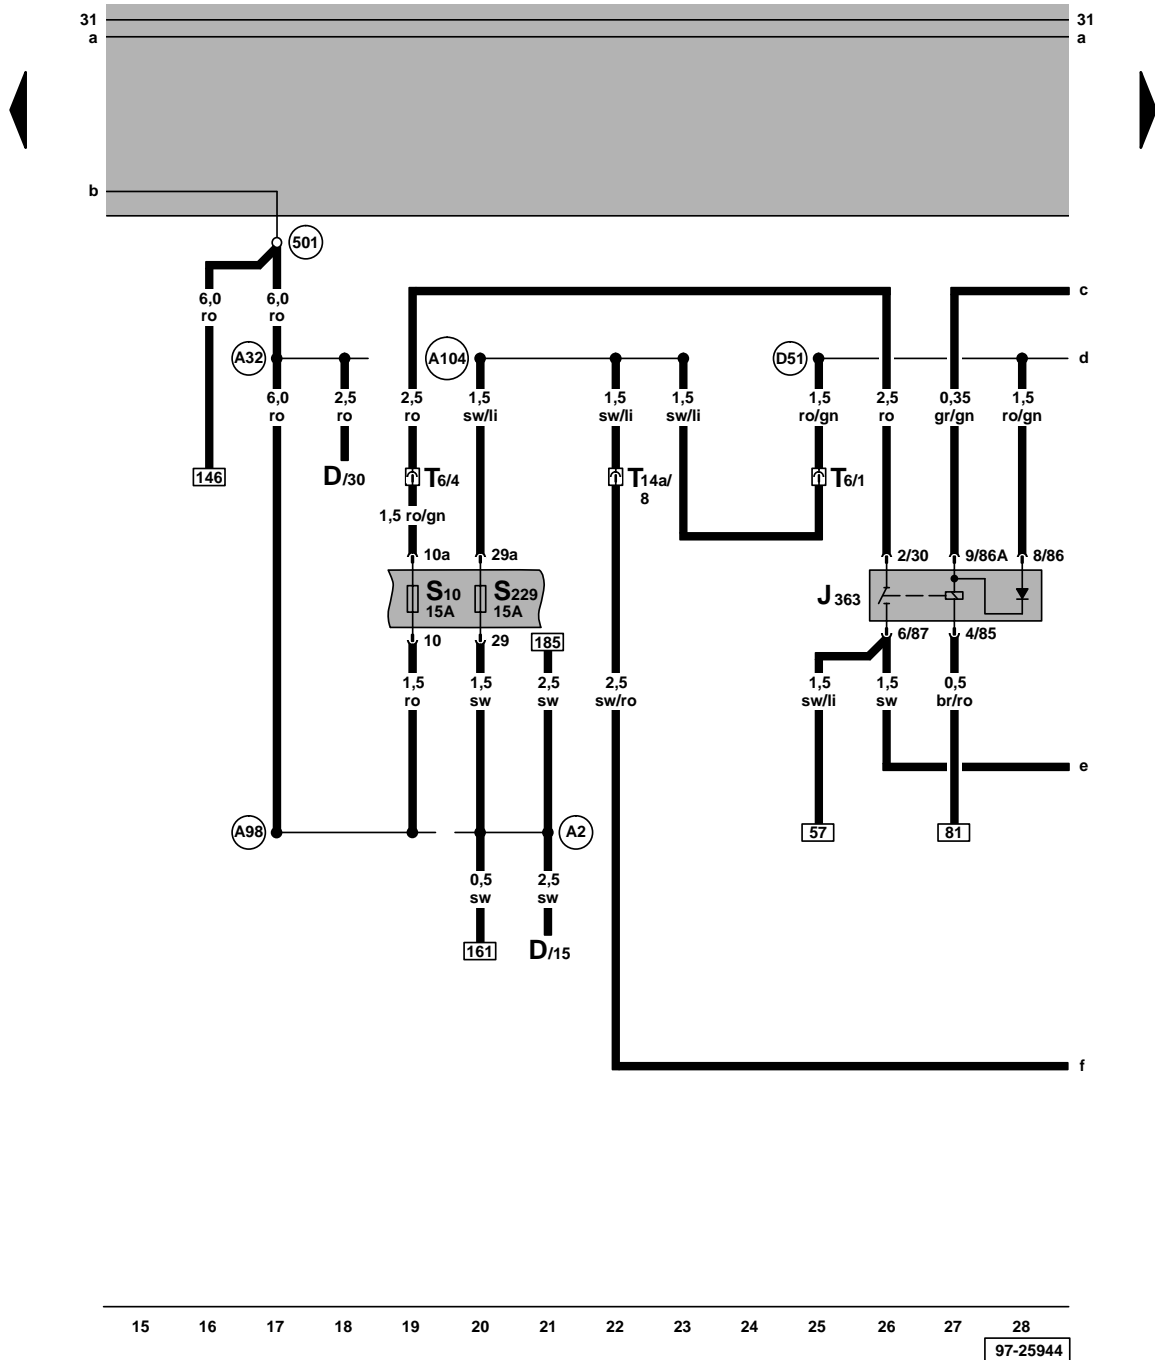 31 31
a a
b
501
6,0 6,0
ro ro
c
A32 A104 D51 d
6,0 2,5 2,5 1,5 1,5 1,5 1,5 2,5 0,35 1,5
ro ro ro sw/li sw/li sw/li ro/gn ro gr/gn ro/gn
146 D/30 T6/4 T14a/ T6/1
8
1,5 ro/gn
10a 29a 2/30 9/86A 8/86
S10 S229 J363
15A 15A
10 29 185 6/87 4/85
1,5 1,5 2,5 2,5 1,5 1,5 0,5
ro sw sw sw/ro sw/li sw br/ro
e
A98 A2 57 81
0,5 2,5
sw sw
161 D/15
f
15 16 17 18 19 20 21 22 23 24 25 26 27 28
97-25944